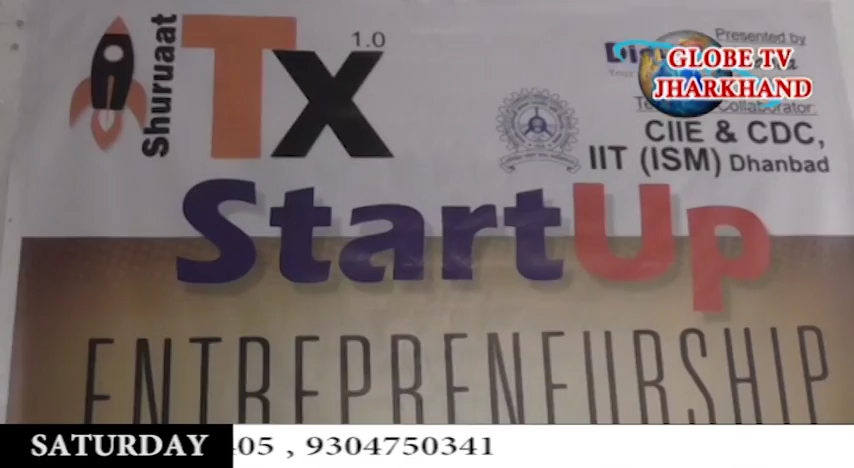 Shuruaat
Tx 1.0
Presented by
GLOBE TV
JHARKHAND
Collaborator:
CIIE & CDC,
IIT (ISM) Dhanbad
StartUp
ENTREPRENEURSHIP
SATURDAY 05 , 9304750341